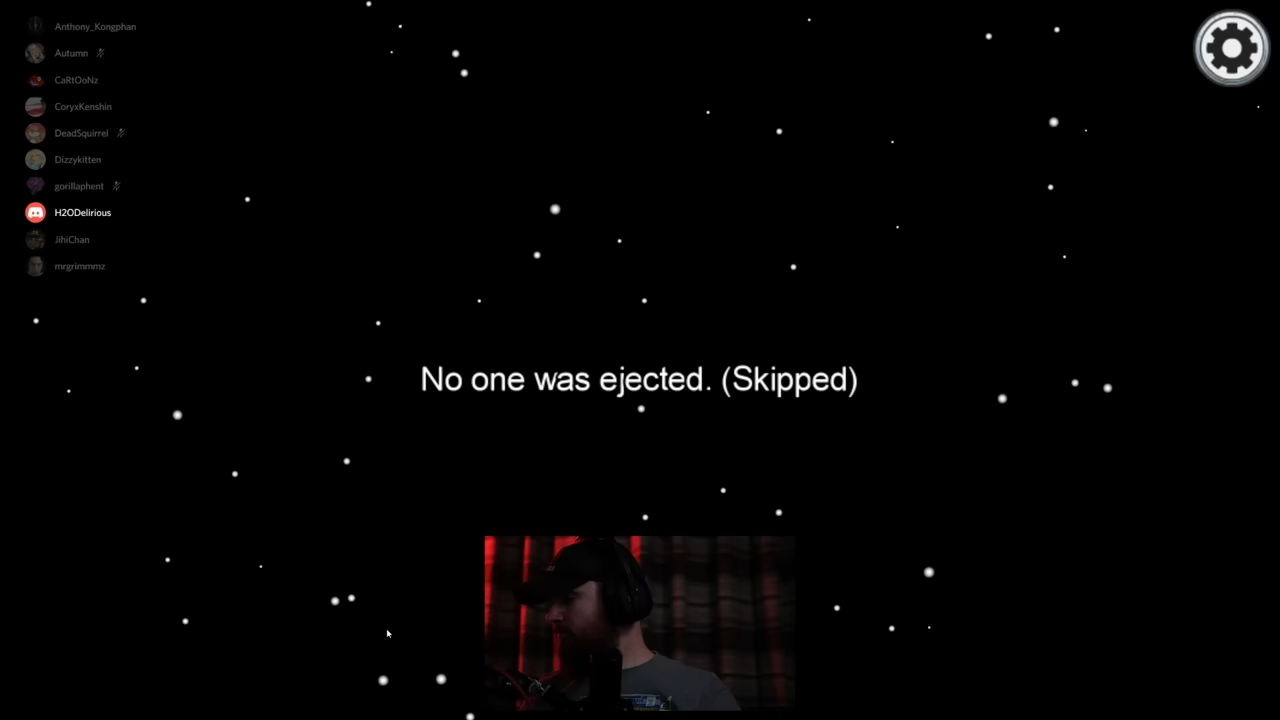 Anthony_Kongphan
Autumn
CaRtOoNz
CoryxKenshin
DeadSquirrel
Dizzykitten
gorillaphent
H2ODelirious
JihiChan
mrgrimmmz
No one was ejected. (Skipped)